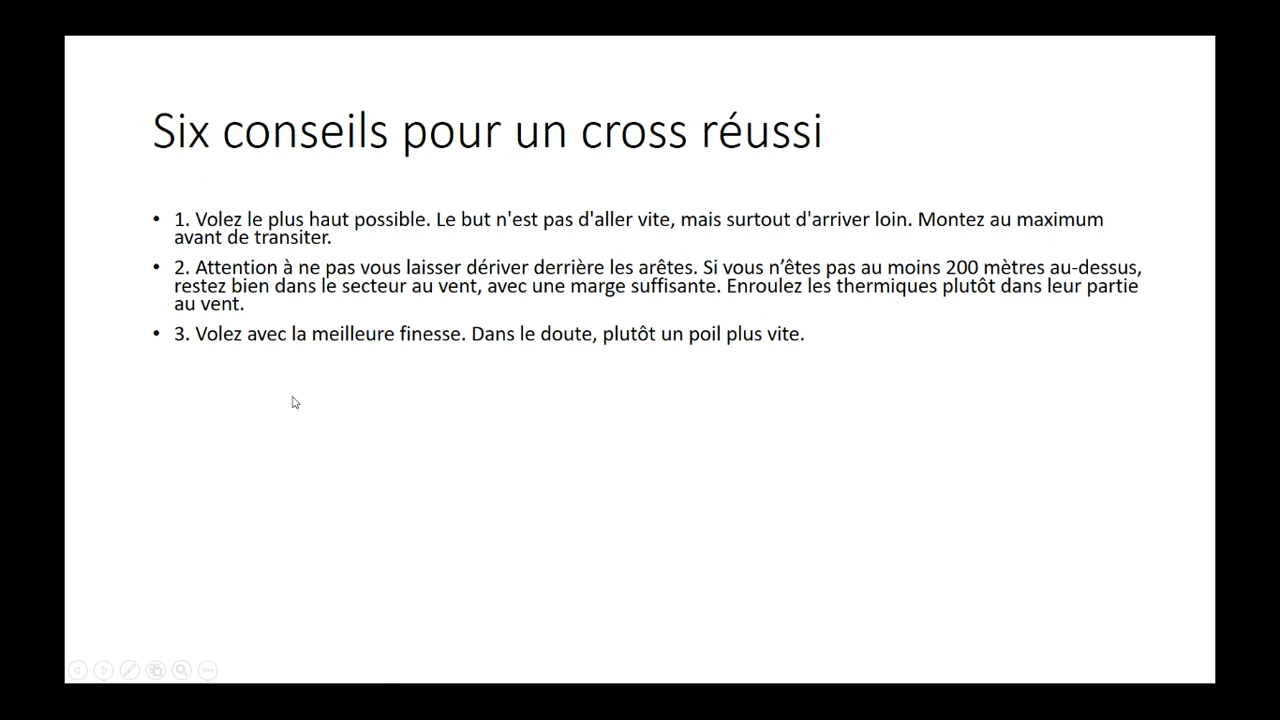 Six conseils pour un cross réussi
• 1. Volez le plus haut possible. Le but n'est pas d'aller vite, mais surtout d'arriver loin. Montez au maximum
avant de transiter.
• 2. Attention à ne pas vous laisser dériver derrière les arêtes. Si vous n’êtes pas au moins 200 mètres au-dessus,
restez bien dans le secteur au vent, avec une marge suffisante. Enroulez les thermiques plutôt dans leur partie
au vent.
• 3. Volez avec la meilleure finesse. Dans le doute, plutôt un poil plus vite.